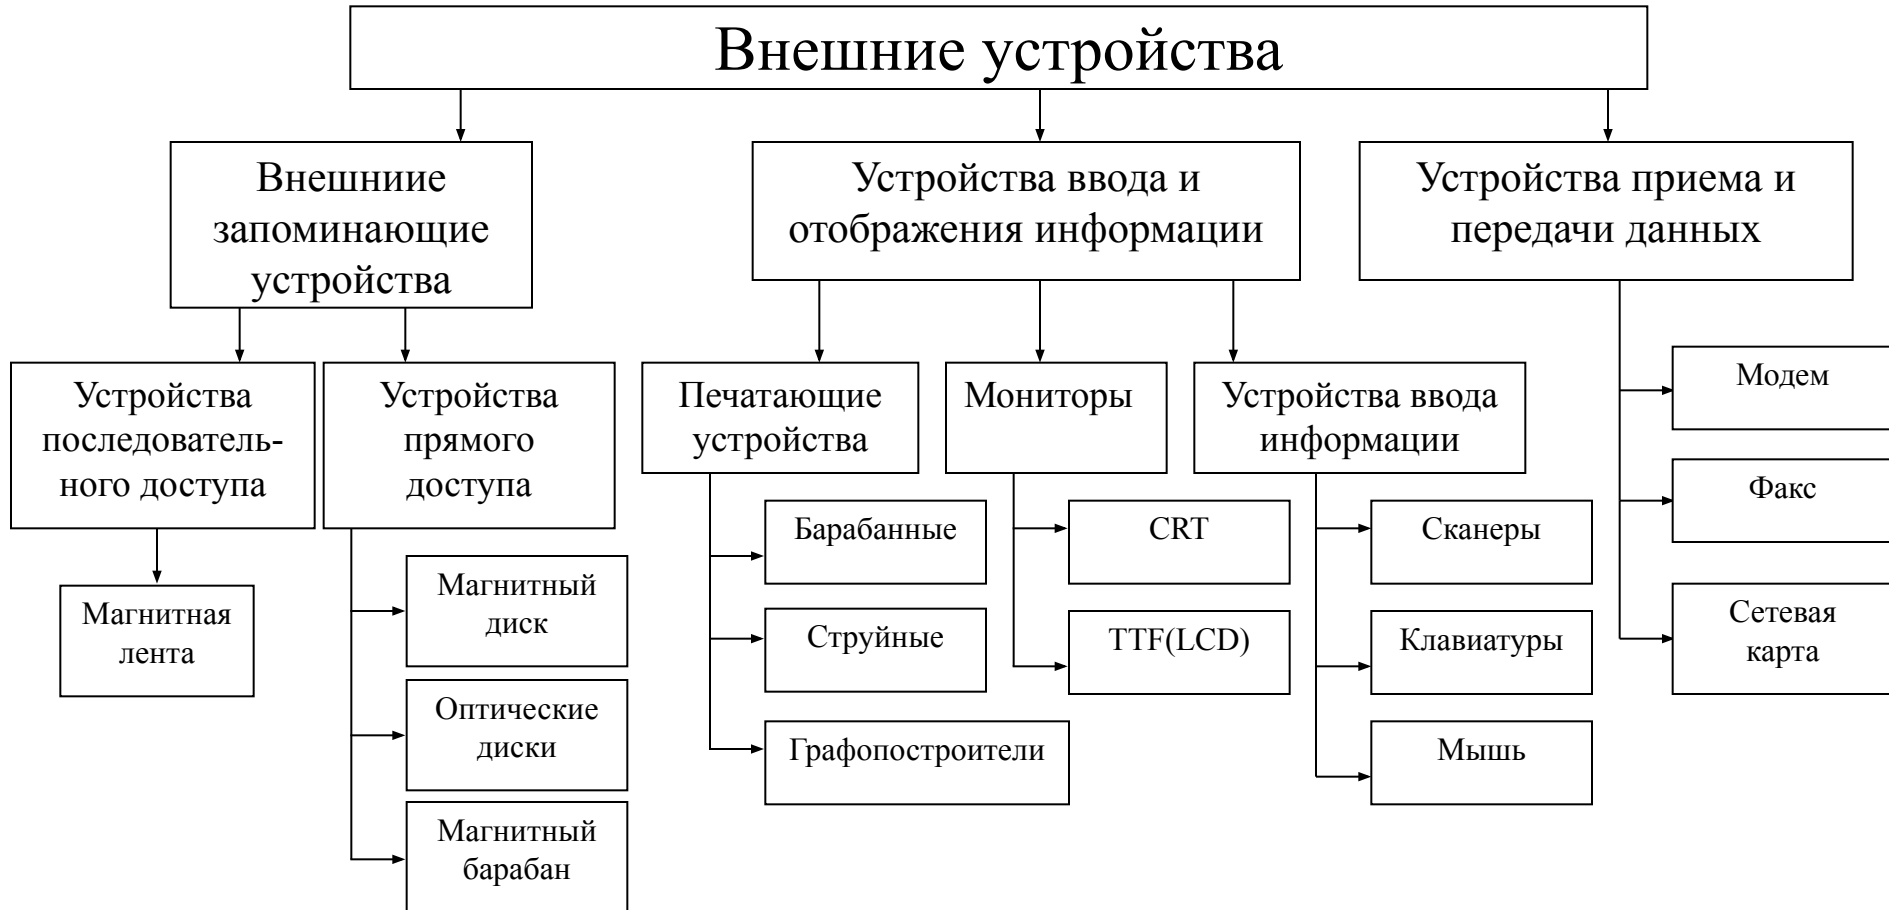 Внешние устройства
Внешниие
запоминающие
устройства
Устройства ввода и
отображения информации
Устройства приема и
передачи данных
Устройства
последователь-
ного доступа
Устройства
прямого
доступа
Печатающие
устройства
Мониторы
Устройства ввода
информации
Модем
Факс
Сетевая
карта
Магнитная
лента
Магнитный
диск
Оптические
диски
Магнитный
барабан
Барабанные
Струйные
Графопостроители
CRT
TTF(LCD)
Сканеры
Клавиатуры
Мышь